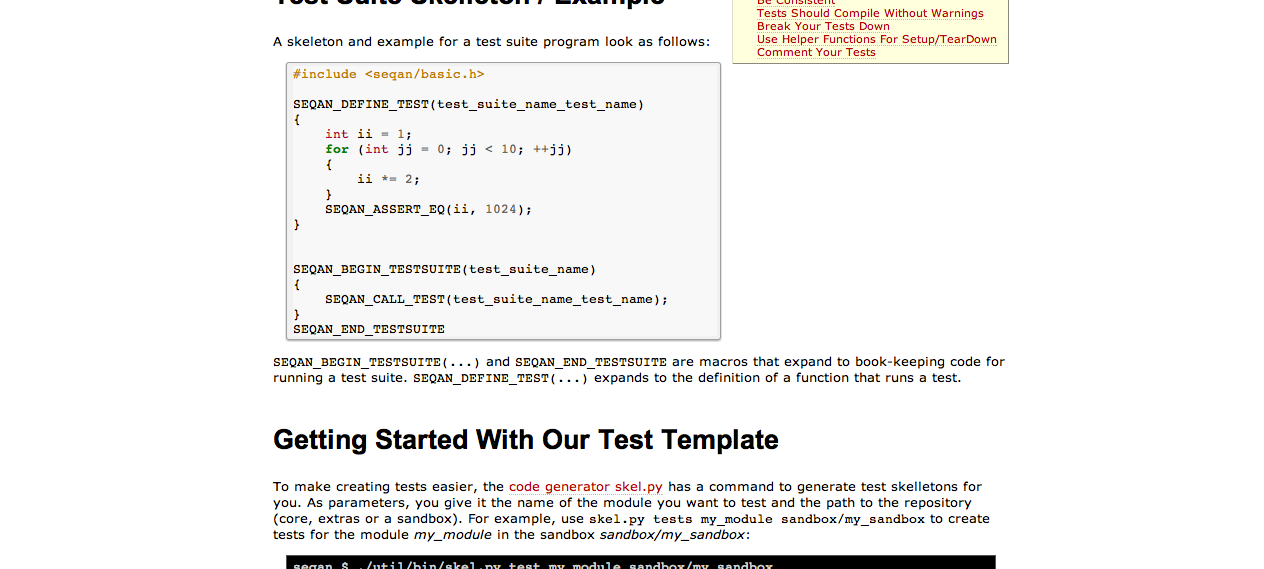 Test Suite Skeleton / Example
Be Consistent
Tests Should Compile Without Warnings
Break Your Tests Down
Use Helper Functions For Setup/TearDown
Comment Your Tests
A skeleton and example for a test suite program look as follows:
#include <seqan/basic.h>
SEQAN_DEFINE_TEST(test_suite_name_test_name)
{
    int ii = 1;
    for (int jj = 0; jj < 10; ++jj)
    {
        ii *= 2;
    }
    SEQAN_ASSERT_EQ(ii, 1024);
}
SEQAN_BEGIN_TESTSUITE(test_suite_name)
{
    SEQAN_CALL_TEST(test_suite_name_test_name);
}
SEQAN_END_TESTSUITE
SEQAN_BEGIN_TESTSUITE(...) and SEQAN_END_TESTSUITE are macros that expand to book-keeping code for
running a test suite. SEQAN_DEFINE_TEST(...) expands to the definition of a function that runs a test.
Getting Started With Our Test Template
To make creating tests easier, the code generator skel.py has a command to generate test skelletons for
you. As parameters, you give it the name of the module you want to test and the path to the repository
(core, extras or a sandbox). For example, use skel.py tests my_module sandbox/my_sandbox to create
tests for the module my_module in the sandbox sandbox/my_sandbox:
seqan $ ./util/bin/skel.py test my_module sandbox/my_sandbox